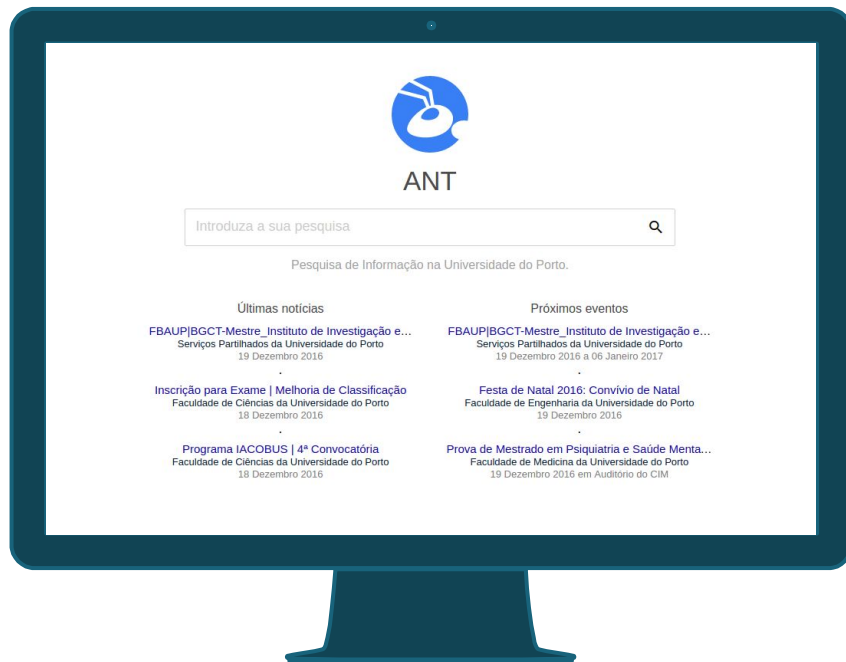 ANT
Introduza a sua pesquisa
Pesquisa de Informação na Universidade do Porto.
Últimas notícias
FBAUP|BGCT-Mestre_Instituto de Investigação e...
Serviços Partilhados da Universidade do Porto
19 Dezembro 2016
.
Inscrição para Exame | Melhoria de Classificação
Faculdade de Ciências da Universidade do Porto
18 Dezembro 2016
.
Programa IACOBUS | 4ª Convocatória
Faculdade de Ciências da Universidade do Porto
18 Dezembro 2016
Próximos eventos
FBAUP|BGCT-Mestre_Instituto de Investigação e...
Serviços Partilhados da Universidade do Porto
19 Dezembro 2016 a 06 Janeiro 2017
.
Festa de Natal 2016: Convívio de Natal
Faculdade de Engenharia da Universidade do Porto
19 Dezembro 2016
.
Prova de Mestrado em Psiquiatria e Saúde Menta...
Faculdade de Medicina da Universidade do Porto
19 Dezembro 2016 em Auditório do CIM